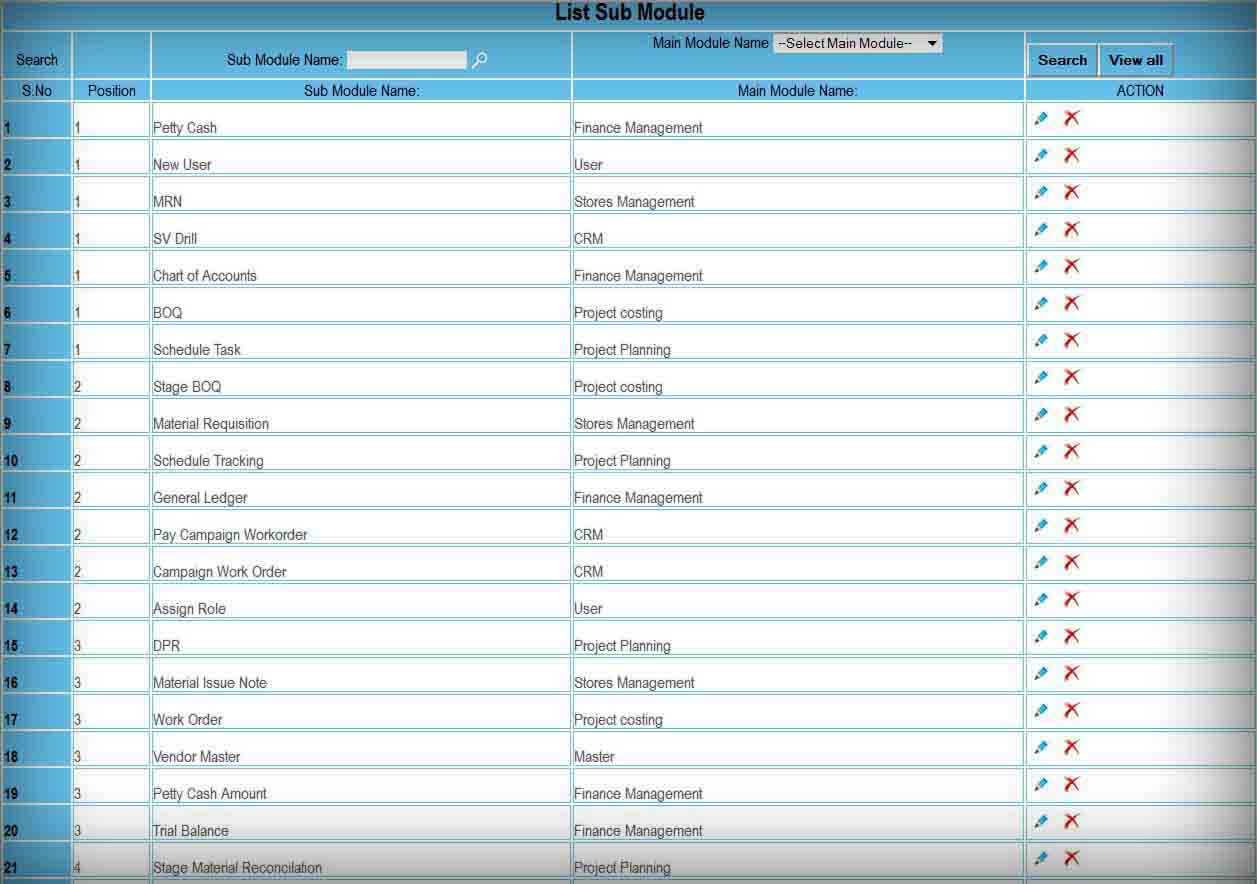 List Sub Module
Search Sub Module Name: Main Module Name --Select Main Module-- Search View all
S.No Position Sub Module Name: Main Module Name: ACTION
1 1 Petty Cash Finance Management
2 1 New User User
3 1 MRN Stores Management
4 1 SV Drill CRM
5 1 Chart of Accounts Finance Management
6 1 BOQ Project costing
7 1 Schedule Task Project Planning
8 2 Stage BOQ Project costing
9 2 Material Requisition Stores Management
10 2 Schedule Tracking Project Planning
11 2 General Ledger Finance Management
12 2 Pay Campaign Workorder CRM
13 2 Campaign Work Order CRM
14 2 Assign Role User
15 3 DPR Project Planning
16 3 Material Issue Note Stores Management
17 3 Work Order Project costing
18 3 Vendor Master Master
19 3 Petty Cash Amount Finance Management
20 3 Trial Balance Finance Management
21 4 Stage Material Reconcilation Project Planning